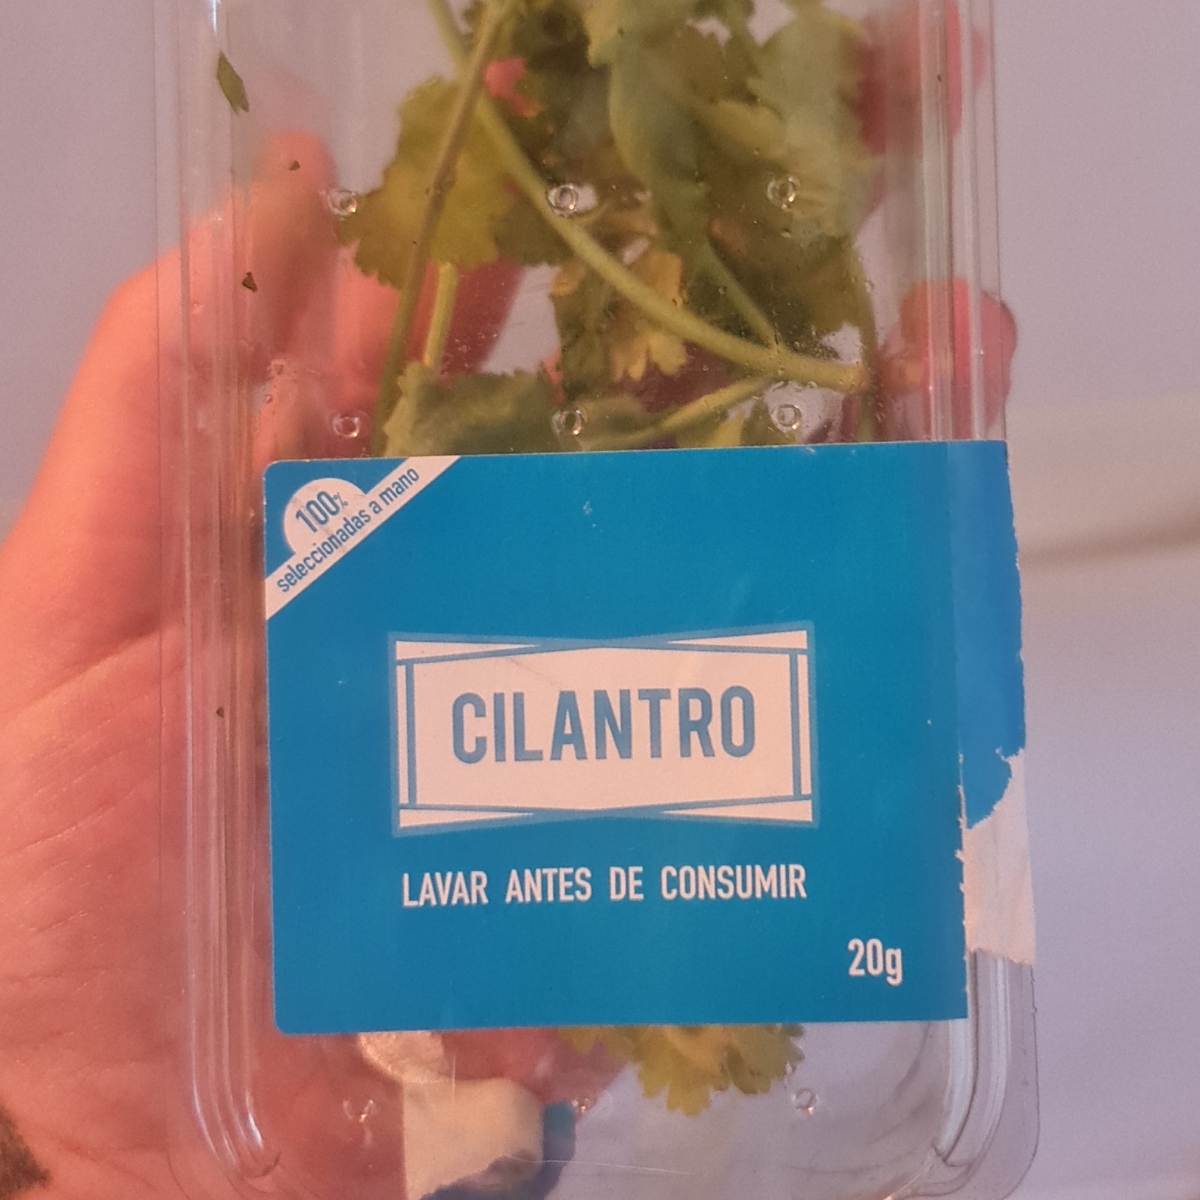 100%
seleccionadas a mano
CILANTRO
LAVAR ANTES DE CONSUMIR
20g